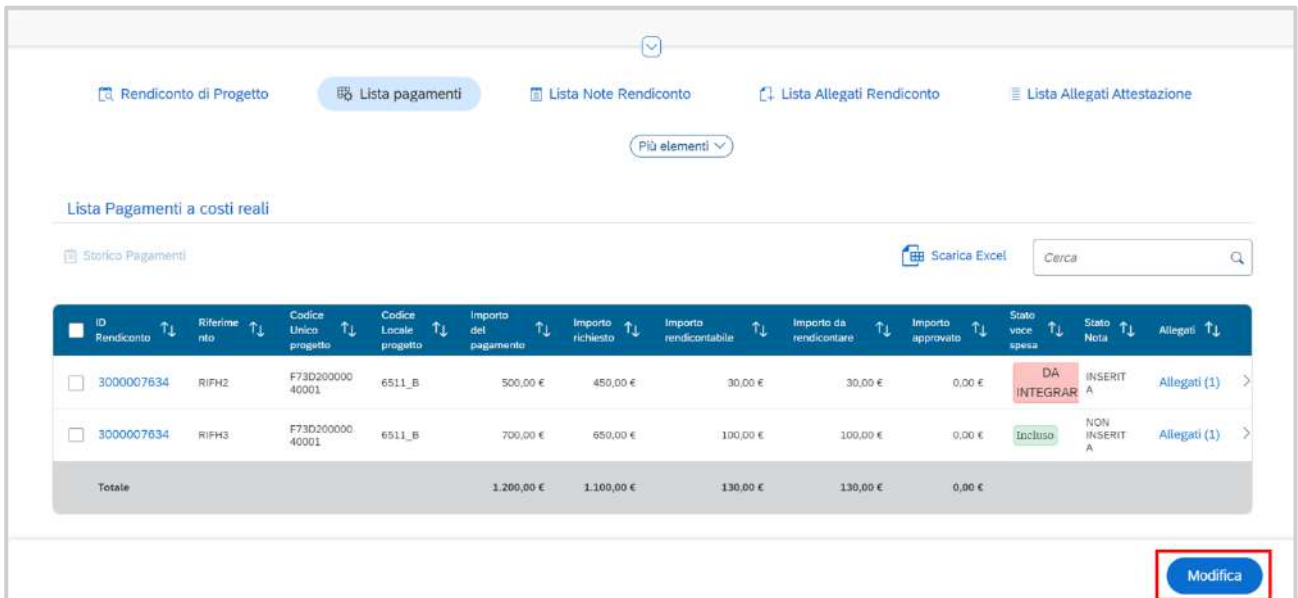 Rendiconto di Progetto
Lista pagamenti
Lista Note Rendiconto
Lista Allegati Rendiconto
Lista Allegati Attestazione
Più elementi
Lista Pagamenti a costi reali
Storico Pagamenti
Scarica Excel
Cerca
ID
Rendiconto
Riferime
nto
Codice
Unico
progetto
Codice
Locale
progetto
Importo
del
pagamento
Importo
richiesto
Importo
rendicontabile
Importo da
rendicontare
Importo
approvato
Stato
voce
spesa
Stato
Nota
Allegati
3000007634
RIFH2
F73D200000
40001
6511_B
500,00 €
450,00 €
30,00 €
30,00 €
0,00 €
DA
INTEGRAR
INSERIT
A
Allegati (1)
3000007634
RIFH3
F73D200000
40001
6511_B
700,00 €
650,00 €
100,00 €
100,00 €
0,00 €
Incluso
NON
INSERIT
A
Allegati (1)
Totale
1.200,00 €
1.100,00 €
130,00 €
130,00 €
0,00 €
Modifica